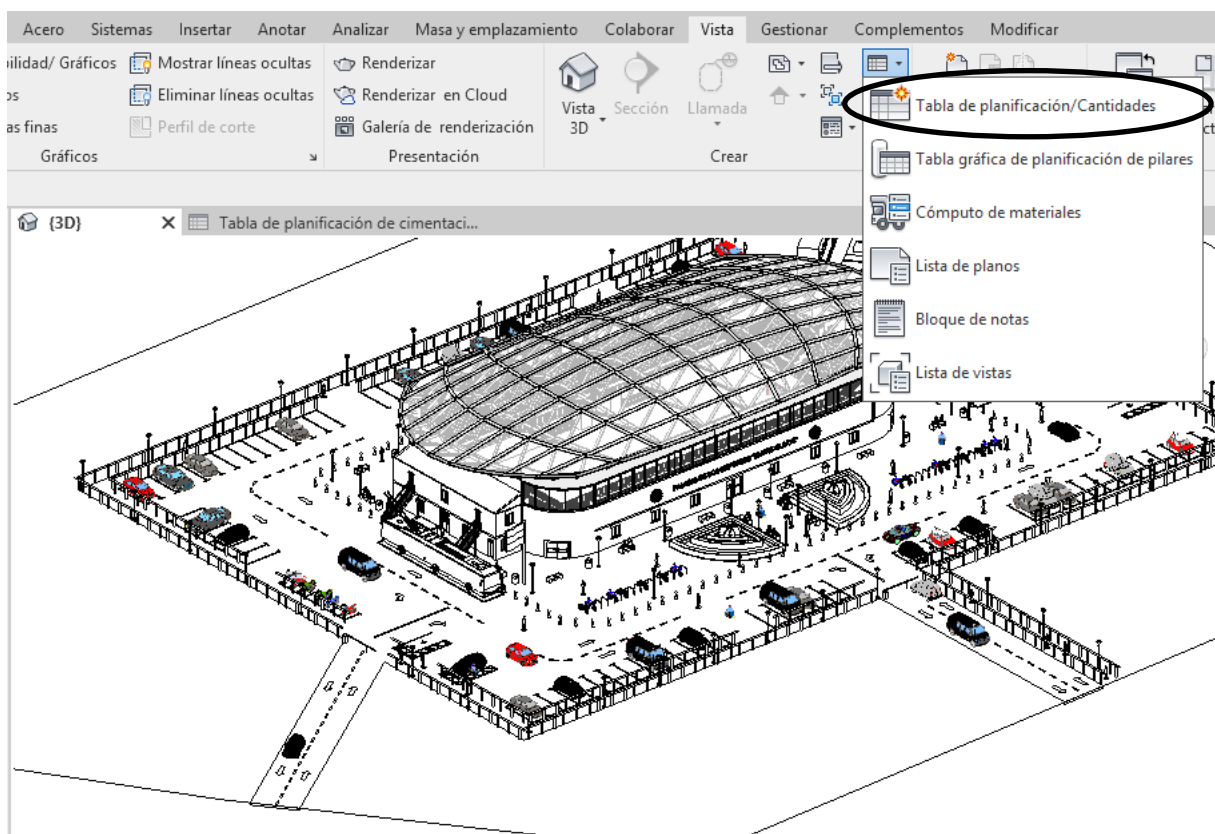 Acero Sistemas Insertar Anotar Analizar Masa y emplazamiento Colaborar Vista Gestionar Complementos Modificar
ilidad/ Gráficos Mostrar líneas ocultas Renderizar
os Eliminar líneas ocultas Renderizar en Cloud
as finas Perfil de corte Galería de renderización
Vista 3D Sección Llamada
Gráficos Presentación Crear
Tabla de planificación/Cantidades
Tabla gráfica de planificación de pilares
Cómputo de materiales
Lista de planos
Bloque de notas
Lista de vistas
{3D} Tabla de planificación de cimentaci...